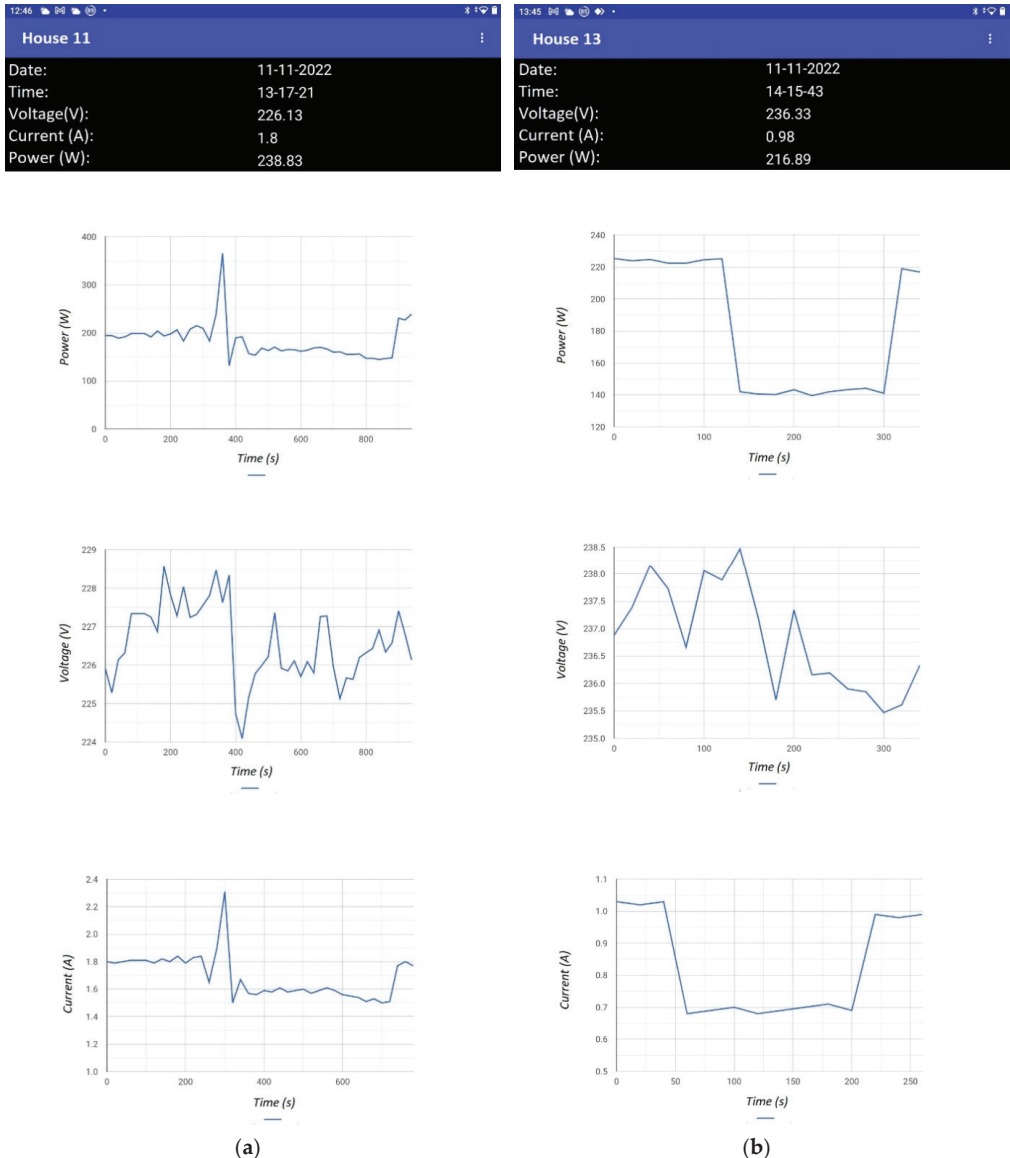 12:46 85 •
House 11
Date: 11-11-2022
Time: 13-17-21
Voltage(V): 226.13
Current (A): 1.8
Power (W): 238.83
400
300
200
100
0
Power (W)
0 200 400 600 800
Time (s)
229
228
227
226
225
224
Voltage (V)
0 200 400 600 800
Time (s)
2.4
2.2
2.0
1.8
1.6
1.4
1.2
1.0
Current (A)
0 200 400 600
Time (s)
(a)
13:45 85 •
House 13
Date: 11-11-2022
Time: 14-15-43
Voltage(V): 236.33
Current (A): 0.98
Power (W): 216.89
240
220
200
180
160
140
120
Power (W)
0 100 200 300
Time (s)
238.5
238.0
237.5
237.0
236.5
236.0
235.5
235.0
Voltage (V)
0 100 200 300
Time (s)
1.1
1.0
0.9
0.8
0.7
0.6
0.5
Current (A)
0 50 100 150 200 250
Time (s)
(b)